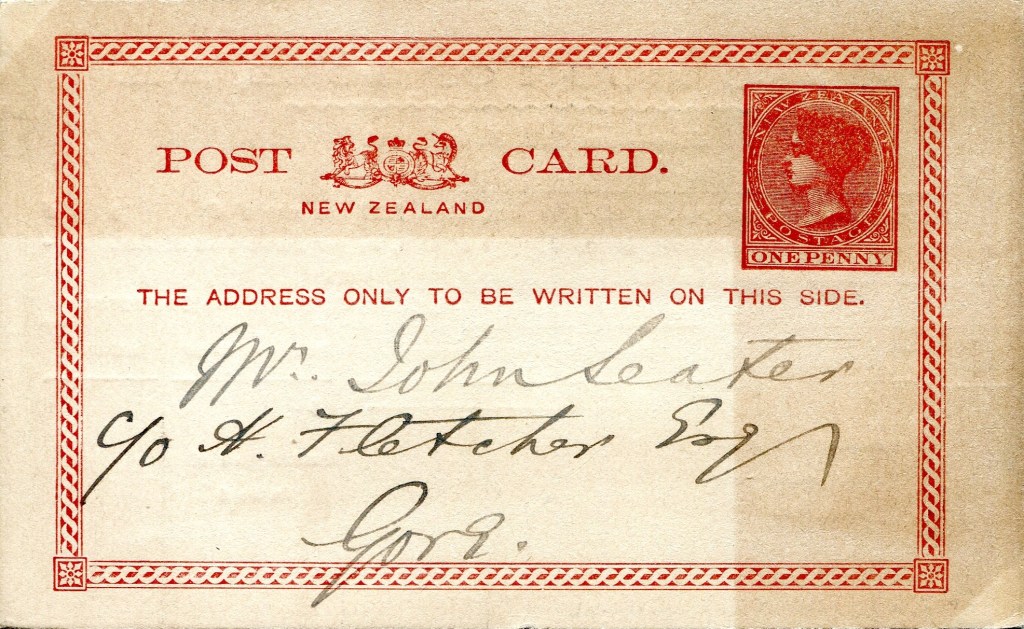 POST CARD.
NEW ZEALAND
NEW ZEALAND
POSTAGE
ONE PENNY
THE ADDRESS ONLY TO BE WRITTEN ON THIS SIDE.
Mr. John Seater
c/o H. Fletcher Esq
Gore.